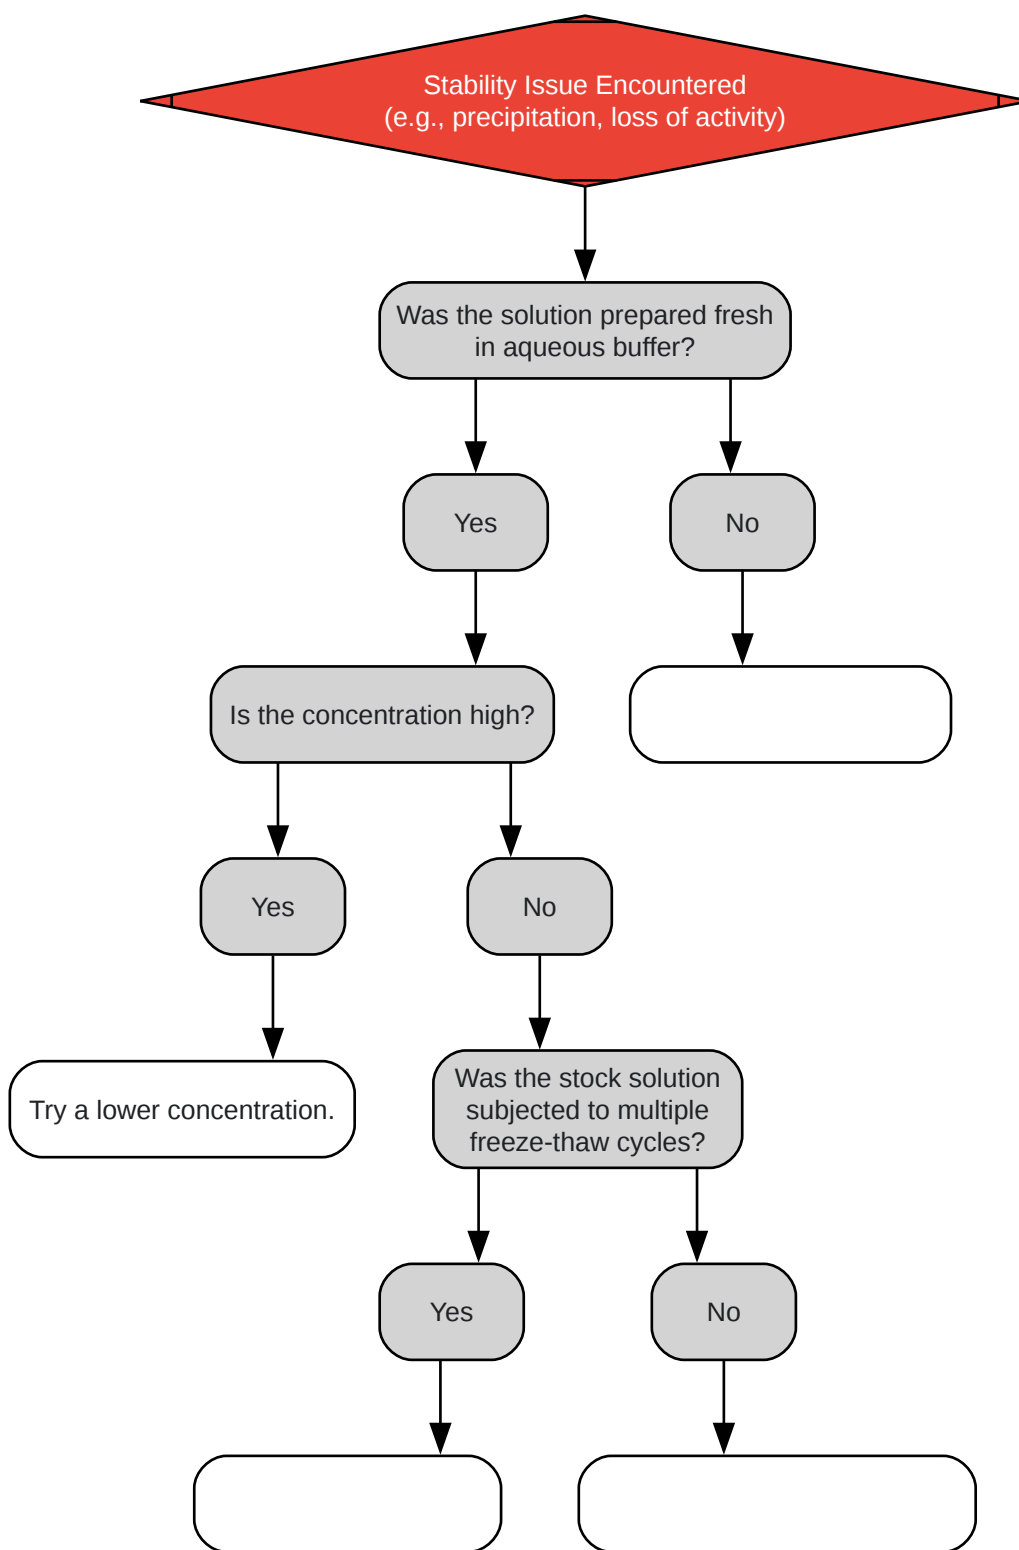 Stability Issue Encountered
(e.g., precipitation, loss of activity)
Was the solution prepared fresh
in aqueous buffer?
Yes
No
Is the concentration high?
Yes
No
Try a lower concentration.
Was the stock solution
subjected to multiple
freeze-thaw cycles?
Yes
No